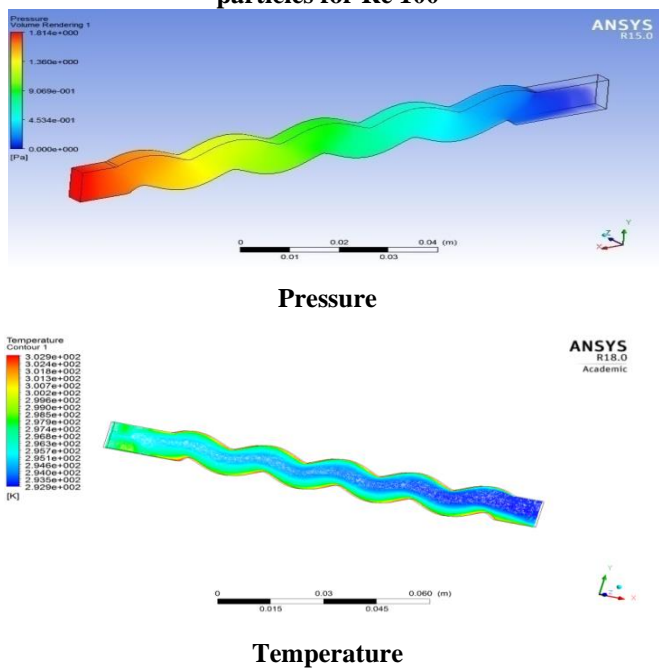 particles for Re 100
Pressure
Volume Rendering 1
1.814e+000
1.360e+000
9.069e-001
4.534e-001
0.000e+000
[Pa]
ANSYS
R15.0
0 0.02 0.04 (m)
0.01 0.03
Y
Z
X
Pressure
Temperature
Contour 1
3.029e+002
3.024e+002
3.018e+002
3.013e+002
3.007e+002
3.002e+002
2.996e+002
2.990e+002
2.985e+002
2.979e+002
2.974e+002
2.968e+002
2.963e+002
2.957e+002
2.951e+002
2.946e+002
2.940e+002
2.935e+002
2.929e+002
[K]
ANSYS
R18.0
Academic
0 0.03 0.060 (m)
0.015 0.045
Y
Z
X
Temperature